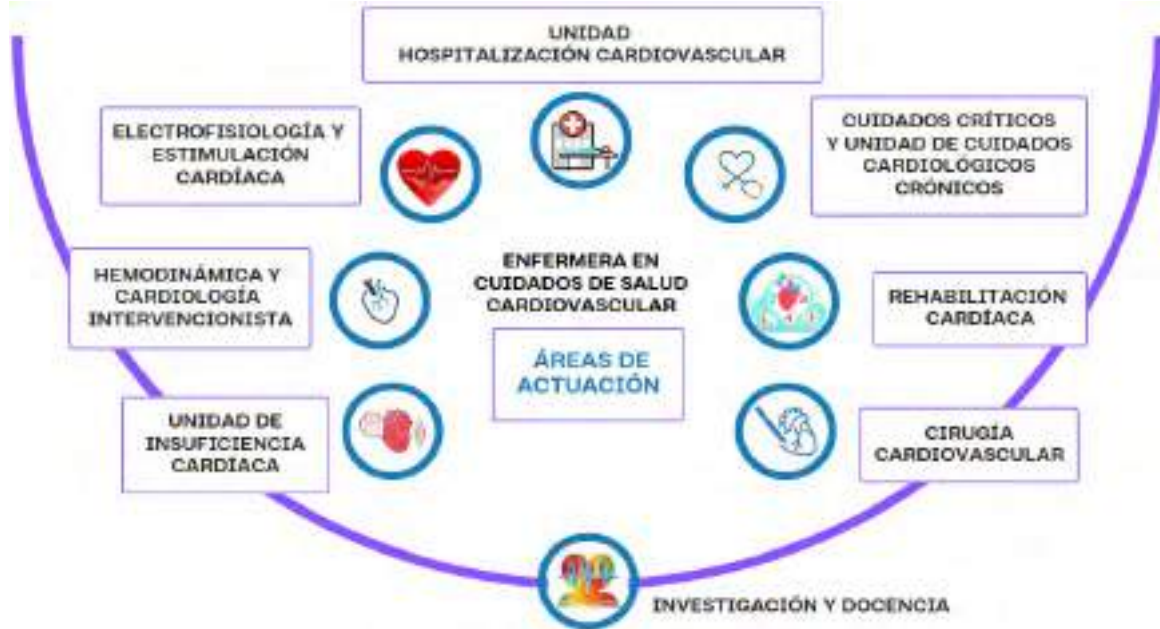 UNIDAD
HOSPITALIZACIÓN CARDIOVASCULAR
ELECTROFISIOLOGÍA Y
ESTIMULACIÓN
CARDÍACA
CUIDADOS CRÍTICOS
Y UNIDAD DE CUIDADOS
CARDIOLÓGICOS
CRÓNICOS
HEMODINÁMICA Y
CARDIOLOGÍA
INTERVENCIONISTA
ENFERMERA EN
CUIDADOS DE SALUD
CARDIOVASCULAR
REHABILITACIÓN
CARDÍACA
ÁREAS DE
ACTUACIÓN
UNIDAD DE
INSUFICIENCIA
CARDÍACA
CIRUGÍA
CARDIOVASCULAR
INVESTIGACIÓN Y DOCENCIA